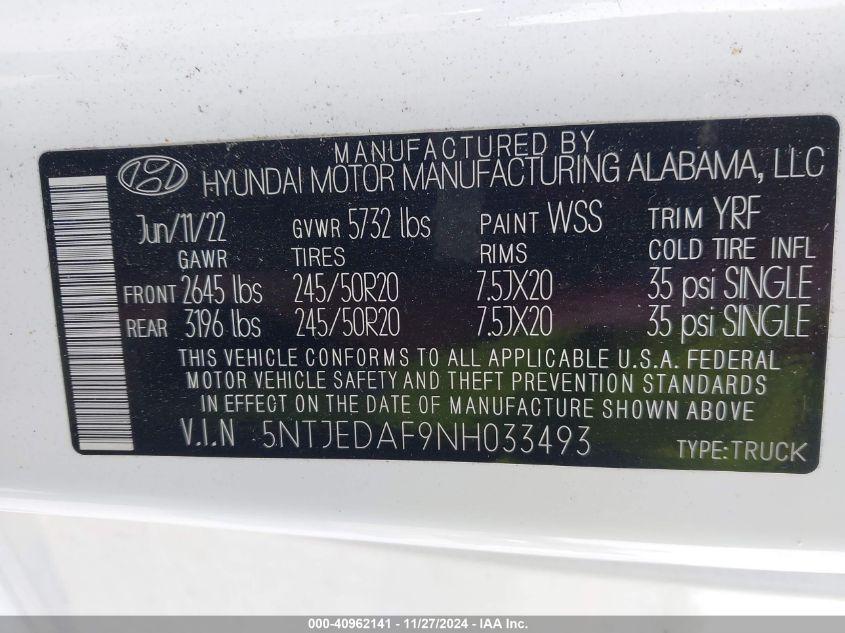 MANUFACTURED BY
HYUNDAI MOTOR MANUFACTURING ALABAMA, LLC
Jun/11/22 GVWR 5732 lbs PAINT WSS TRIM YRF
GAWR TIRES RIMS COLD TIRE INFL
FRONT 2645 lbs 245/50R20 7.5JX20 35 psi SINGLE
REAR 3196 lbs 245/50R20 7.5JX20 35 psi SINGLE
THIS VEHICLE CONFORMS TO ALL APPLICABLE U.S.A. FEDERAL
MOTOR VEHICLE SAFETY AND THEFT PREVENTION STANDARDS
IN EFFECT ON THE DATE OF MANUFACTURE SHOWN ABOVE
V.I.N 5NTJEDAF9NH033493 TYPE:TRUCK
000-40962141 - 11/27/2024 - IAA Inc.